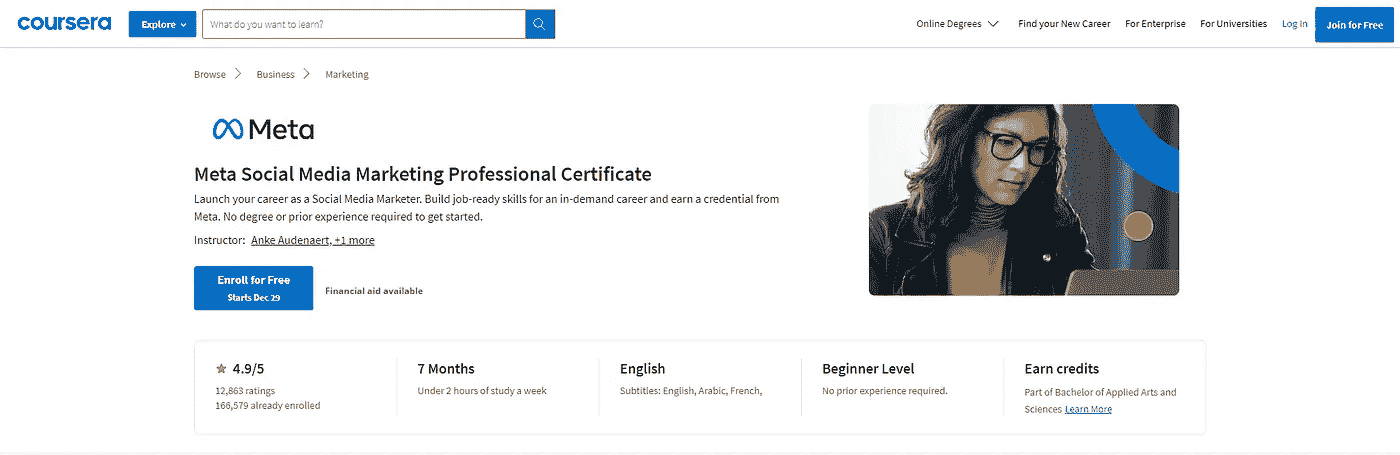 coursera
Explore
What do you want to learn?
Online Degrees
Find your New Career
For Enterprise
For Universities
Log In
Join for Free
Browse
Business
Marketing
Meta
Meta Social Media Marketing Professional Certificate
Launch your career as a Social Media Marketer. Build job-ready skills for an in-demand career and earn a credential from
Meta. No degree or prior experience required to get started.
Instructor: Anke Audenaert, +1 more
Enroll for Free
Starts Dec 29
Financial aid available
4.9/5
12,863 ratings
166,579 already enrolled
7 Months
Under 2 hours of study a week
English
Subtitles: English, Arabic, French,
Beginner Level
No prior experience required.
Earn credits
Part of Bachelor of Applied Arts and
Sciences Learn More